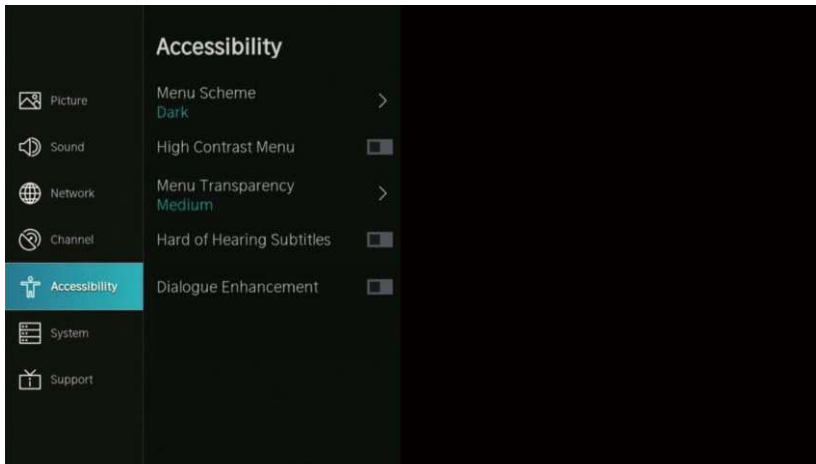 Accessibility
Picture
Sound
Network
Channel
Accessibility
System
Support
Menu Scheme
Dark
High Contrast Menu
Menu Transparency
Medium
Hard of Hearing Subtitles
Dialogue Enhancement